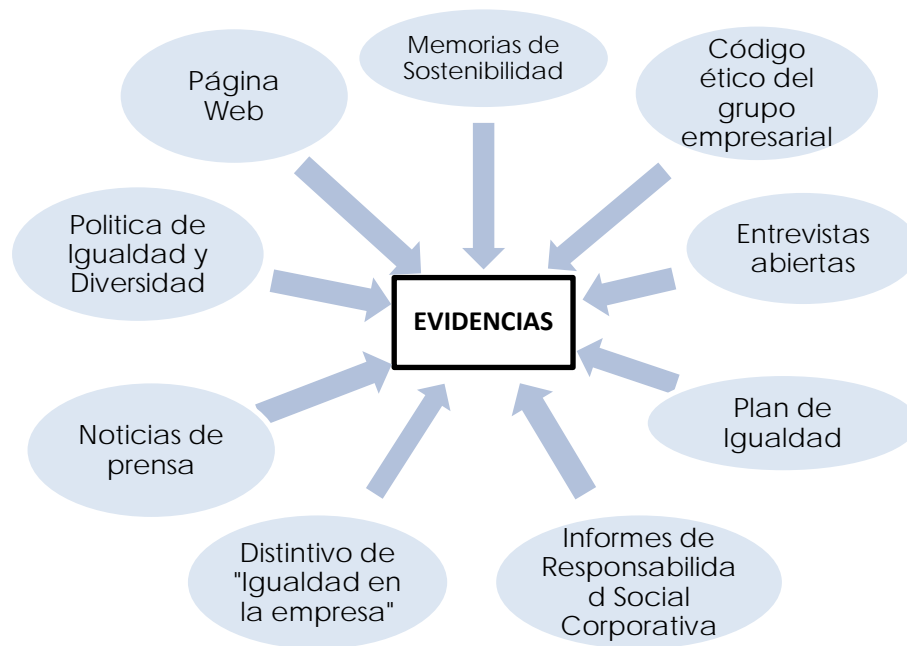 Memorias de
Sostenibilidad
Código
ético del
grupo
empresarial
Página
Web
Politica de
Igualdad y
Diversidad
Entrevistas
abiertas
EVIDENCIAS
Noticias de
prensa
Plan de
Igualdad
Distintivo de
"Igualdad en
la empresa"
Informes de
Responsabilida
d Social
Corporativa